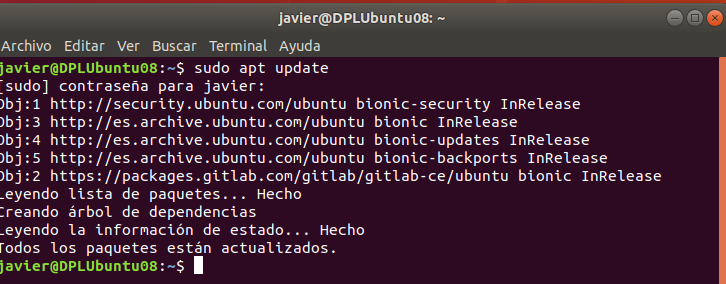 javier@DPLUbuntu08: ~
Archivo Editar Ver Buscar Terminal Ayuda
javier@DPLUbuntu08:~$ sudo apt update
[sudo] contraseña para javier:
Obj:1 http://security.ubuntu.com/ubuntu bionic-security InRelease
Obj:3 http://es.archive.ubuntu.com/ubuntu bionic InRelease
Obj:4 http://es.archive.ubuntu.com/ubuntu bionic-updates InRelease
Obj:5 http://es.archive.ubuntu.com/ubuntu bionic-backports InRelease
Obj:2 https://packages.gitlab.com/gitlab/gitlab-ce/ubuntu bionic InRelease
Leyendo lista de paquetes... Hecho
Creando árbol de dependencias
Leyendo la información de estado... Hecho
Todos los paquetes están actualizados.
javier@DPLUbuntu08:~$